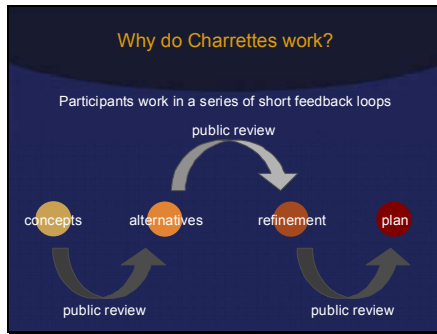 Why do Charrettes work?
Participants work in a series of short feedback loops
public review
concepts alternatives refinement plan
public review public review